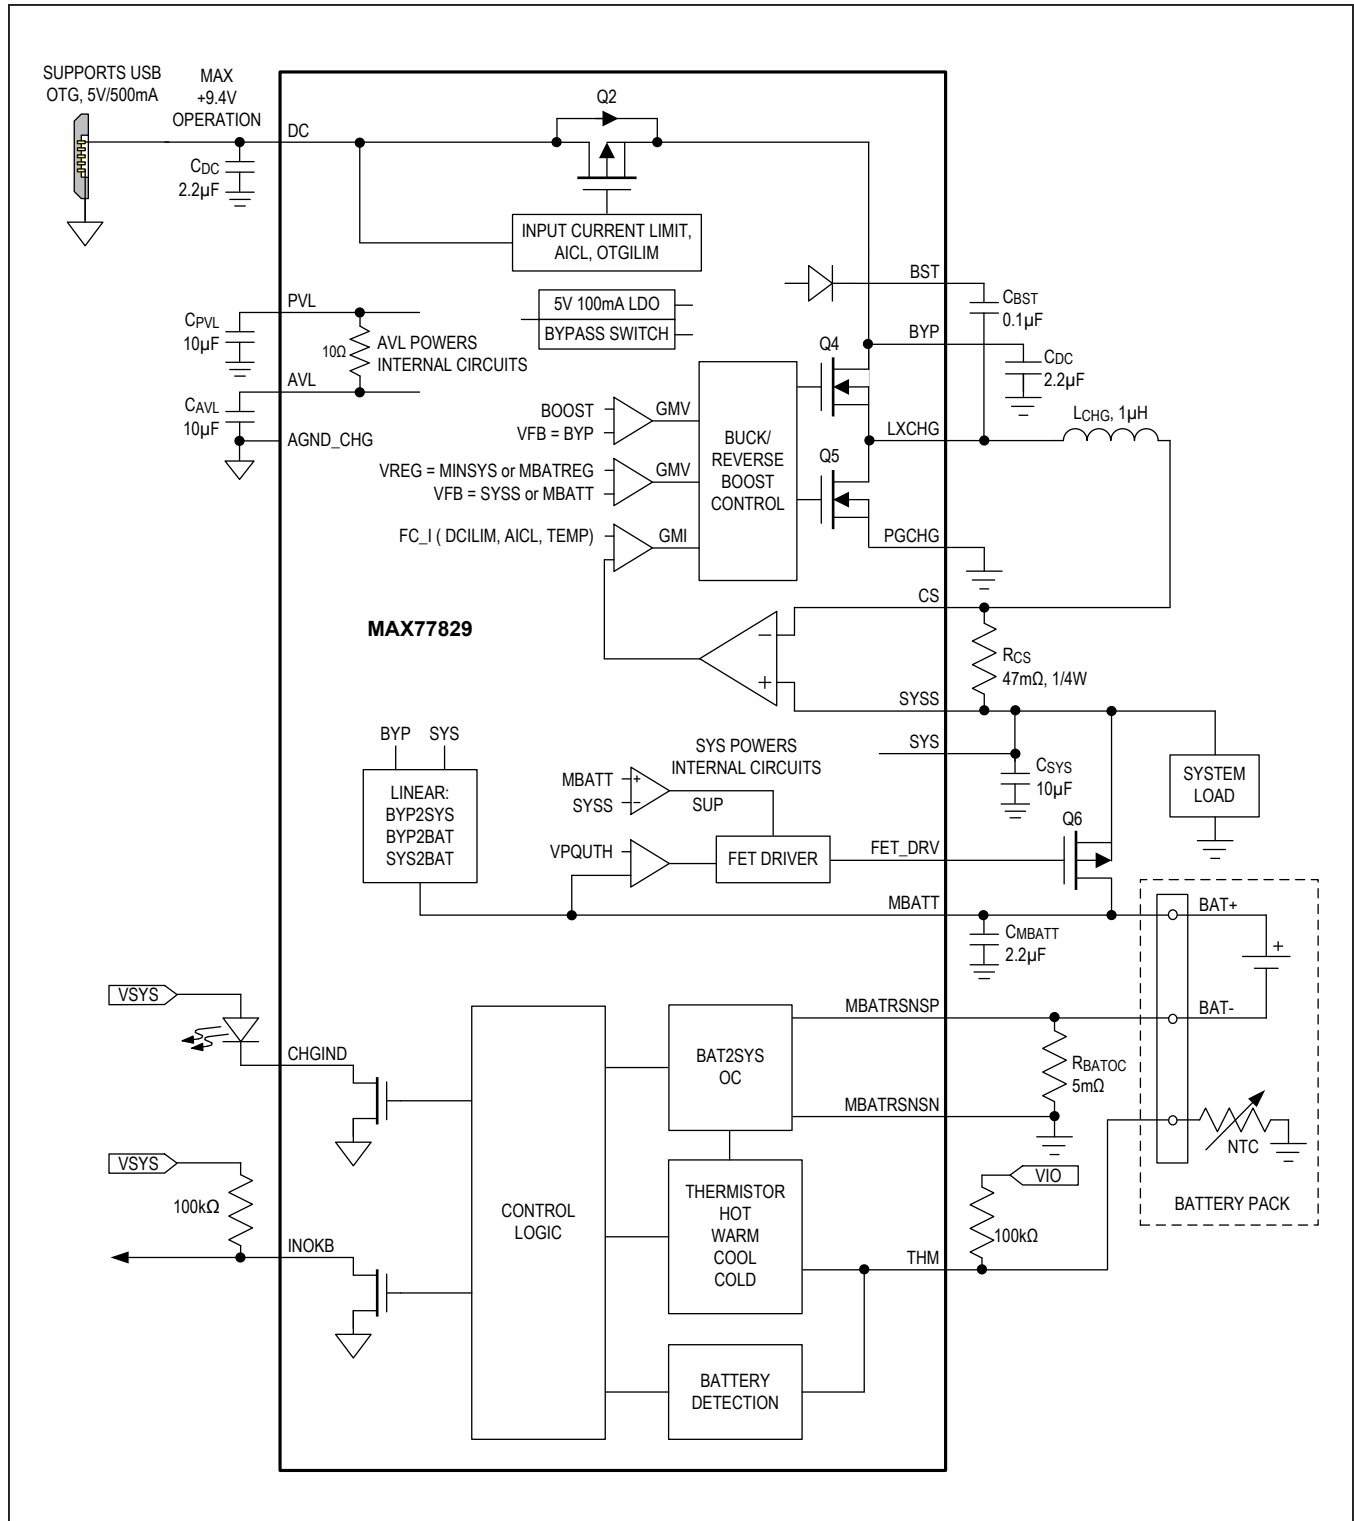 SUPPORTS USB
OTG, 5V/500mA
MAX
+9.4V
OPERATION
DC
Q2
CDC
2.2µF
INPUT CURRENT LIMIT,
AICL, OTGILIM
BST
CBST
0.1µF
PVL
5V 100mA LDO
BYPASS SWITCH
CPVL
10µF
10Ω
AVL POWERS
INTERNAL CIRCUITS
BYP
Q4
CDC
2.2µF
AVL
CAVL
10µF
AGND_CHG
BOOST
VFB = BYP
GMV
BUCK/
REVERSE
BOOST
CONTROL
LXCHG
LCHG, 1µH
Q5
VREG = MINSYS or MBATREG
VFB = SYSS or MBATT
GMV
FC_I ( DCILIM, AICL, TEMP)
GMI
PGCHG
CS
MAX77829
−
+
RCS
47mΩ, 1/4W
SYSS
BYP
SYS
SYS POWERS
INTERNAL CIRCUITS
SYS
CSYS
10µF
SYSTEM
LOAD
LINEAR:
BYP2SYS
BYP2BAT
SYS2BAT
MBATT
+
SYSS
−
SUP
Q6
VPQUTH
FET DRIVER
FET_DRV
MBATT
CMBATT
2.2µF
BAT+
+
BAT-
VSYS
CHGIND
MBATRSNSP
BAT2SYS
OC
RBATOC
5mΩ
MBATRSNSN
NTC
BATTERY PACK
VSYS
100kΩ
INOKB
CONTROL
LOGIC
THERMISTOR
HOT
WARM
COOL
COLD
VIO
100kΩ
THM
BATTERY
DETECTION